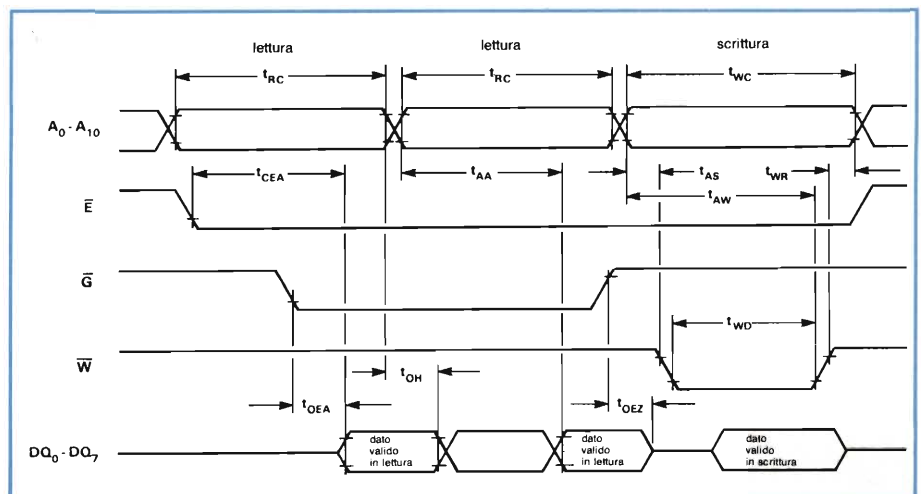 lettura lettura scrittura
tRC tRC tWC
A0 - A10
tCEA tAA tAS tWR
tAW
E̅
G̅
tWD
W̅
tOH
tOEA tOEZ
DQ0 - DQ7
dato
valido
in lettura
dato
valido
in lettura
dato
valido
in scrittura